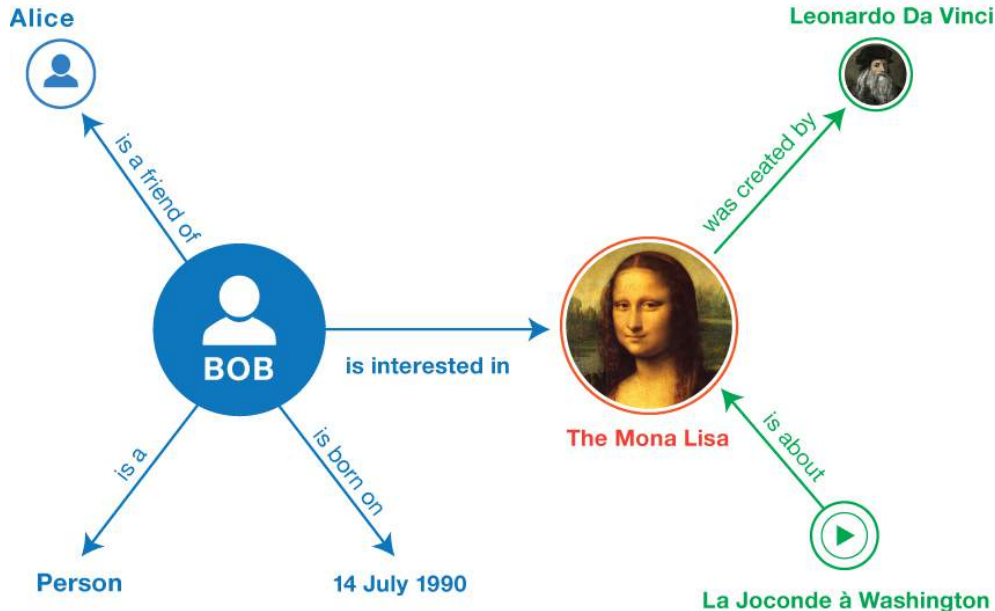 Alice
Leonardo Da Vinci
is a friend of
was created by
BOB
is interested in
The Mona Lisa
is a
is born on
is about
Person
14 July 1990
La Joconde à Washington